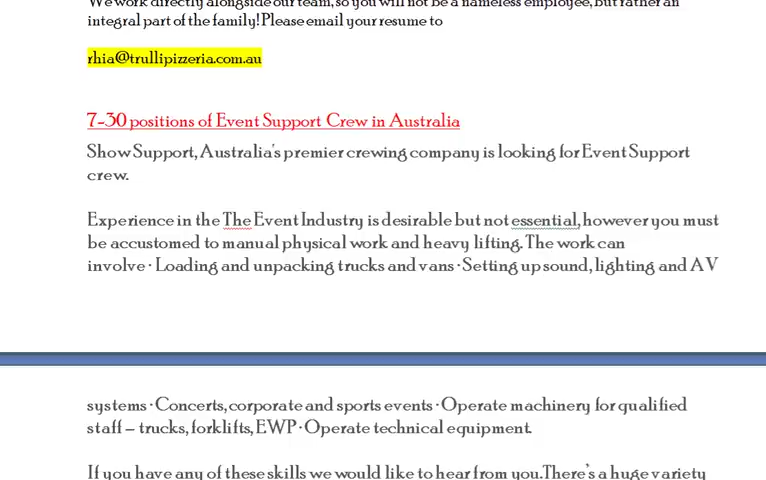 We work directly alongside our team, so you will not be a nameless employee, but rather an
integral part of the family! Please email your resume to
rhia@trullipizzeria.com.au
7-30 positions of Event Support Crew in Australia
Show Support, Australia's premier crewing company is looking for Event Support
crew.
Experience in the The Event Industry is desirable but not essential, however you must
be accustomed to manual physical work and heavy lifting. The work can
involve · Loading and unpacking trucks and vans · Setting up sound, lighting and AV
systems · Concerts, corporate and sports events · Operate machinery for qualified
staff – trucks, forklifts, EWP · Operate technical equipment.
If you have any of these skills we would like to hear from you. There's a huge variety